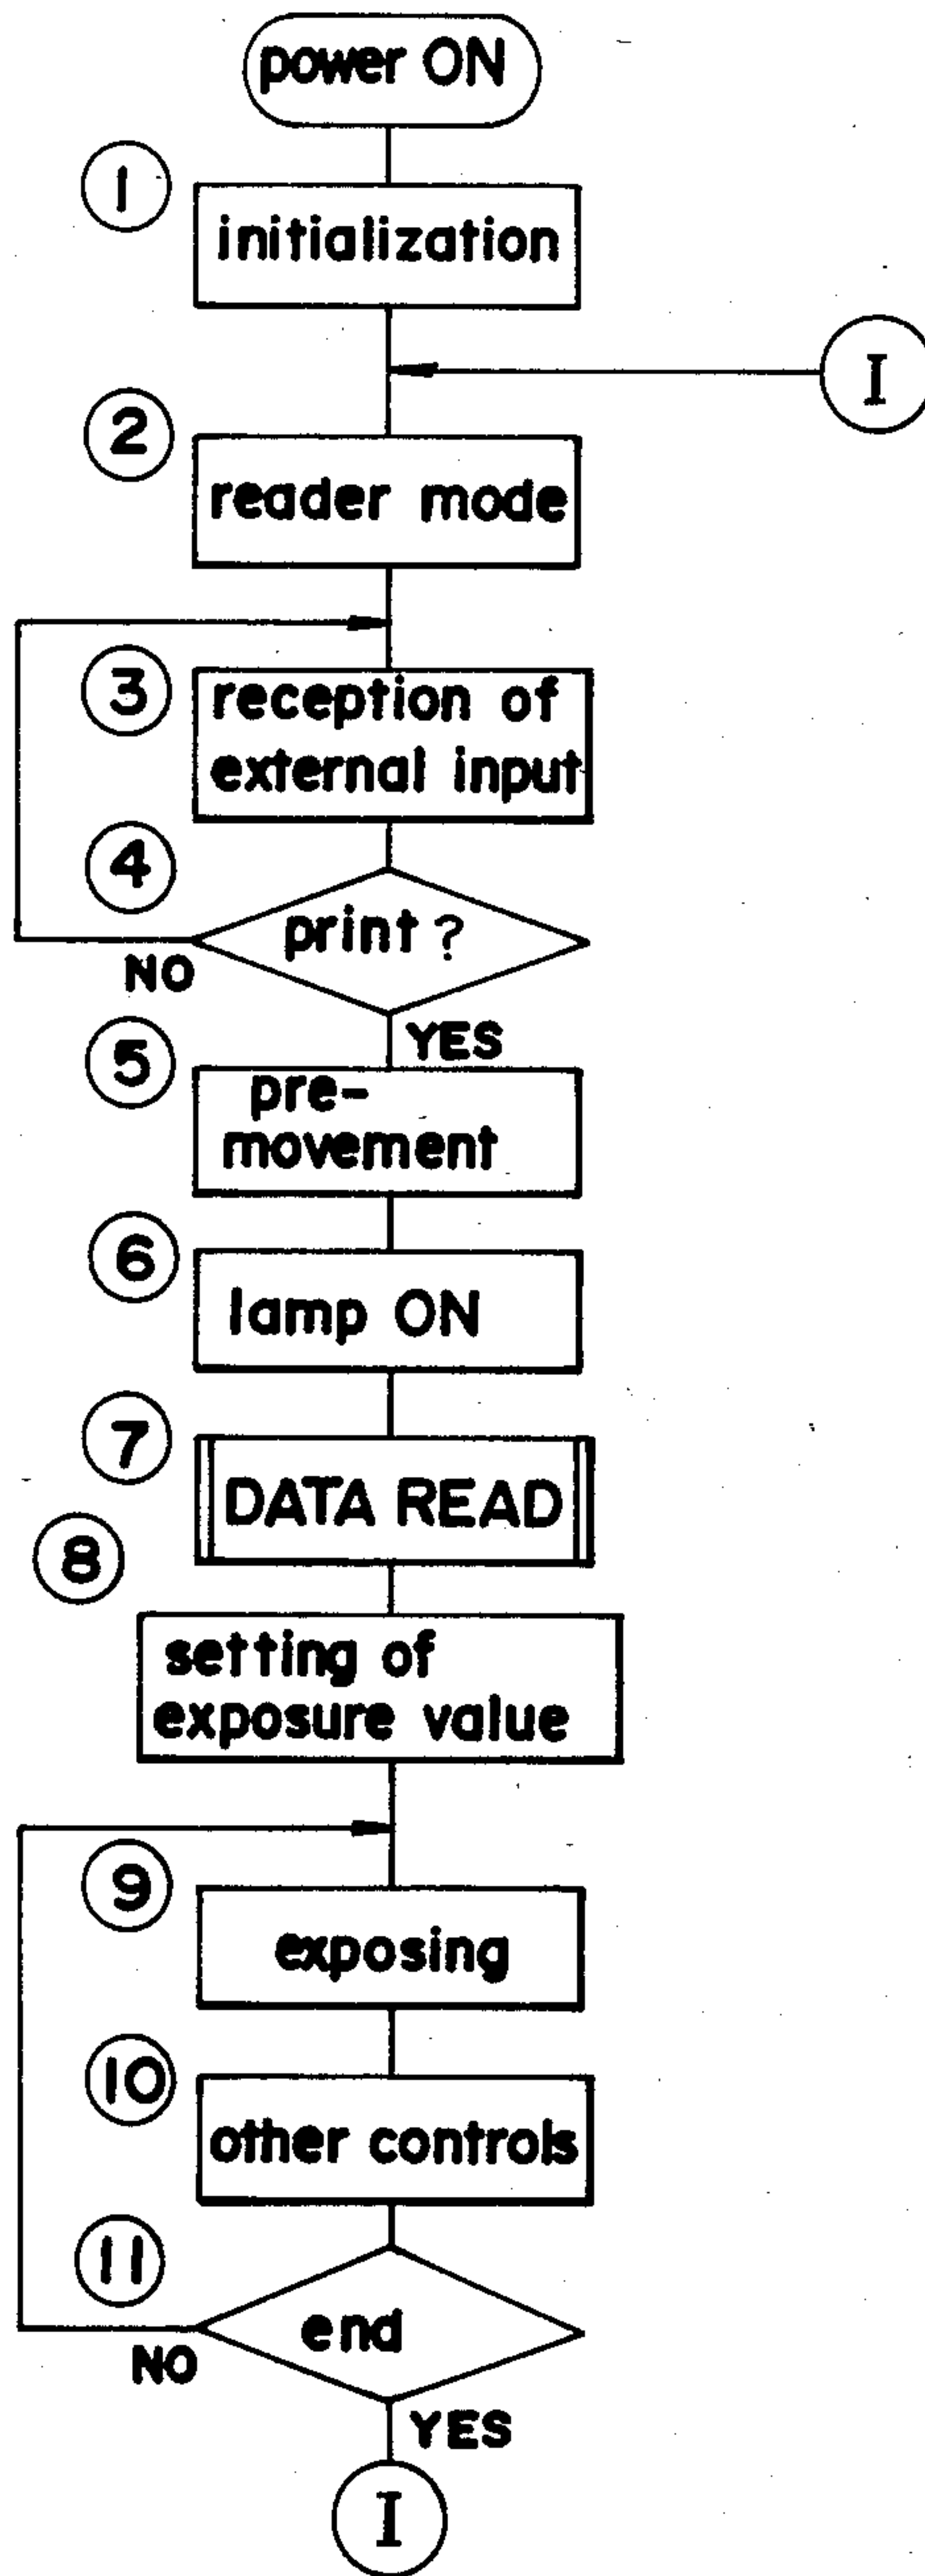 power ON
1
initialization
I
2
reader mode
3
reception of
external input
4
print ?
NO
YES
5
pre-
movement
6
lamp ON
7
DATA READ
8
setting of
exposure value
9
exposing
10
other controls
11
end
NO
YES
I